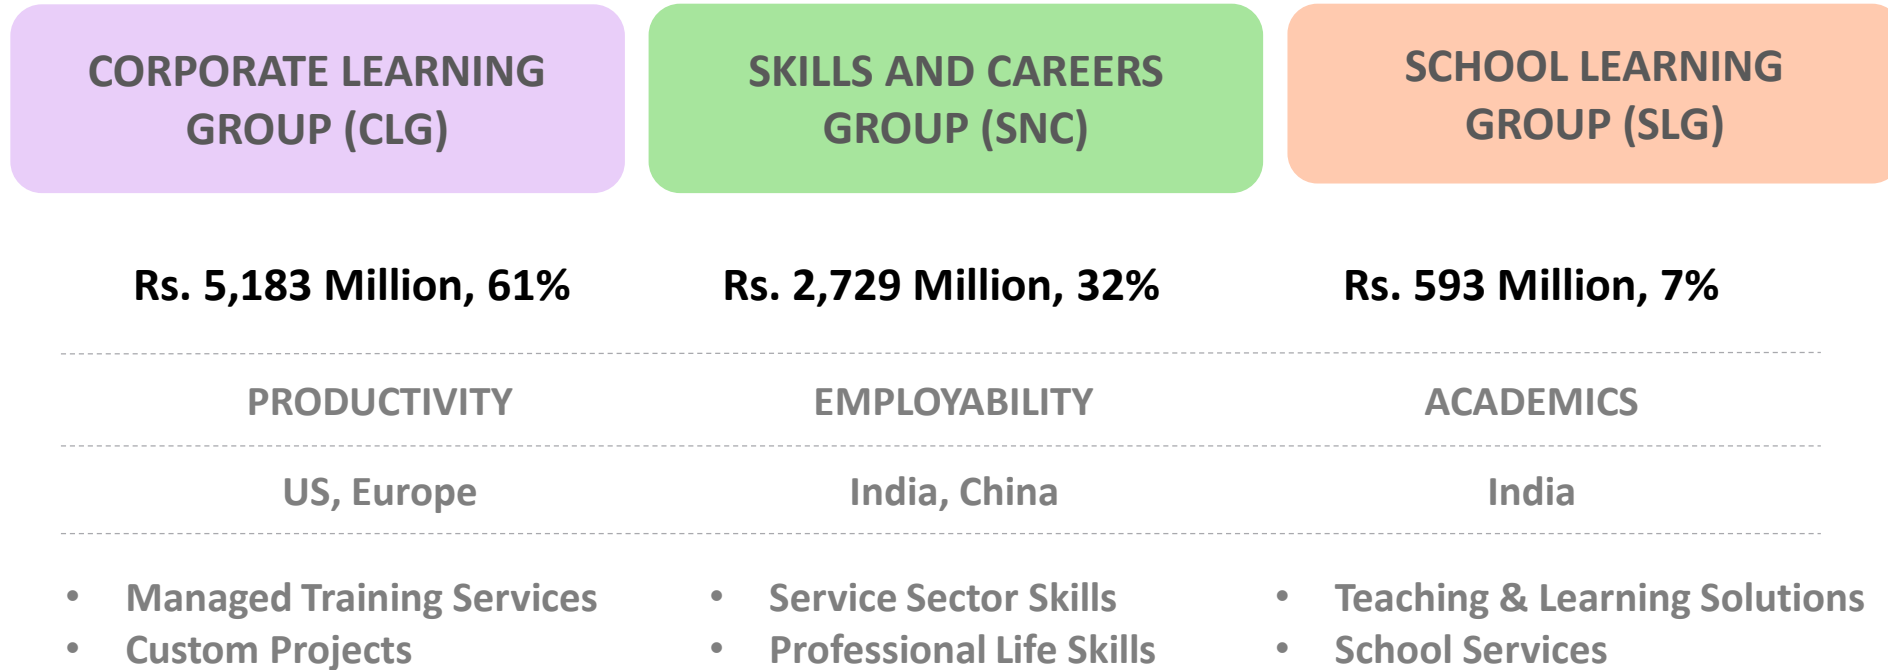 CORPORATE LEARNING
GROUP (CLG)
SKILLS AND CAREERS
GROUP (SNC)
SCHOOL LEARNING
GROUP (SLG)
Rs. 5,183 Million, 61%
Rs. 2,729 Million, 32%
Rs. 593 Million, 7%
PRODUCTIVITY
EMPLOYABILITY
ACADEMICS
US, Europe
India, China
India
• Managed Training Services
• Custom Projects
• Service Sector Skills
• Professional Life Skills
• Teaching & Learning Solutions
• School Services